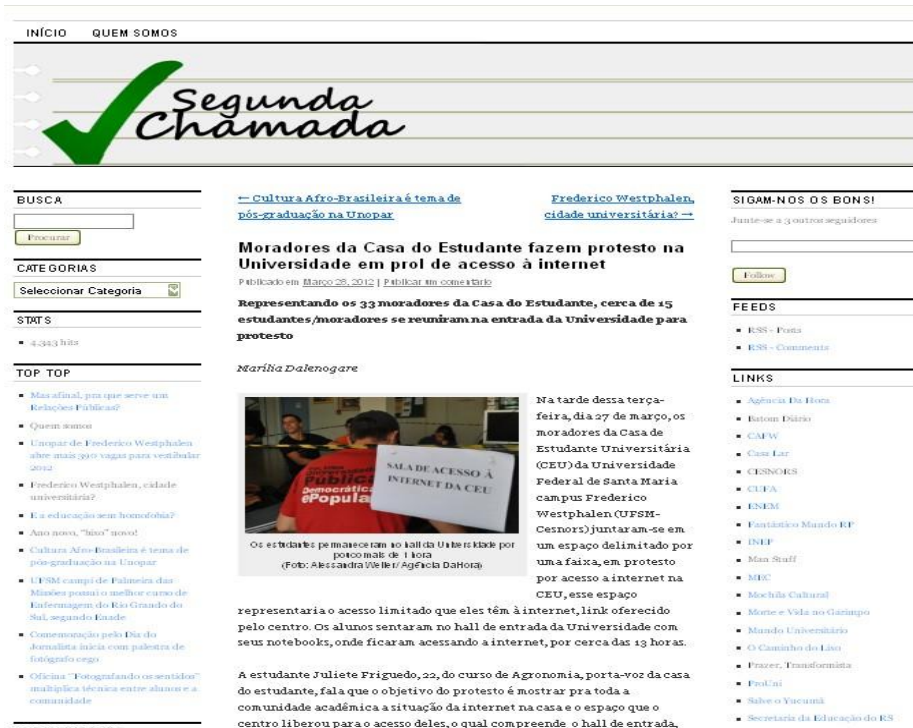 INÍCIO QUEM SOMOS
Segunda
Chamada
BUSCA
Procurar
CATEGORIAS
Seleccionar Categoria
STATS
4,343 hits
TOP TOP
Mas afinal, pra que serve um
Relações Públicas?
Quem somos
Unopar de Frederico Westphalen
abre mais 390 vagas para vestibular
2012
Frederico Westphalen, cidade
universitária?
E a educação sem homofobia?
Ano novo, "bixo" novo!
Cultura Afro-Brasileira é tema de
pós-graduação na Unopar
UFSM campi de Palmeira das
Missões possui o melhor curso de
Enfermagem do Rio Grande do
Sul, segundo Enade
Comemoração pelo Dia do
Jornalista inicia com palestra de
fotógrafo cego
Oficina "Fotografando os sentidos"
multiplica técnica entre alunos e a
comunidade
← Cultura Afro-Brasileira é tema de
pós-graduação na Unopar
Frederico Westphalen,
cidade universitária? →
Moradores da Casa do Estudante fazem protesto na
Universidade em prol de acesso à internet
Publicado em Março 28, 2012 | Publicar um comentário
Representando os 33 moradores da Casa do Estudante, cerca de 15
estudantes/moradores se reuniram na entrada da Universidade para
protesto
Marília Dalenogare
Pública
Democrática
ePopular
SALA DE ACESSO À
INTERNET DA CEU
Os estudantes permaneceram no hall da Universidade por
pouco mais de 1 hora
(Foto: Alessandra Weller/ Agência DaHora)
Na tarde dessa terça-
feira, dia 27 de março, os
moradores da Casa de
Estudante Universitária
(CEU) da Universidade
Federal de Santa Maria
campus Frederico
Westphalen (UFSM-
Cesnors) juntaram-se em
um espaço delimitado por
uma faixa, em protesto
por acesso a internet na
CEU, esse espaço
representaria o acesso limitado que eles têm à internet, link oferecido
pelo centro. Os alunos sentaram no hall de entrada da Universidade com
seus notebooks, onde ficaram acessando a internet, por cerca das 13 horas.
A estudante Juliete Friguedo, 22, do curso de Agronomia, porta-voz da casa
do estudante, fala que o objetivo do protesto é mostrar pra toda a
comunidade acadêmica a situação da internet na casa e o espaço que o
centro liberou para o acesso deles, o qual compreende o hall de entrada,
SIGAM-NOS OS BONS!
Junte-se a 3 outros seguidores
Follow
FEEDS
RSS - Posts
RSS - Comments
LINKS
Agência Da Hora
Batom Diário
CAFW
Casa Lar
CESNORS
CUFA
ENEM
Fantástico Mundo RP
INEP
Man Stuff
MEC
Mochila Cultural
Morte e Vida no Garimpo
Mundo Universitário
O Caminho do Lixo
Prazer, Transformista
ProUni
Salve o Yucumã
Secretaria da Educação do RS